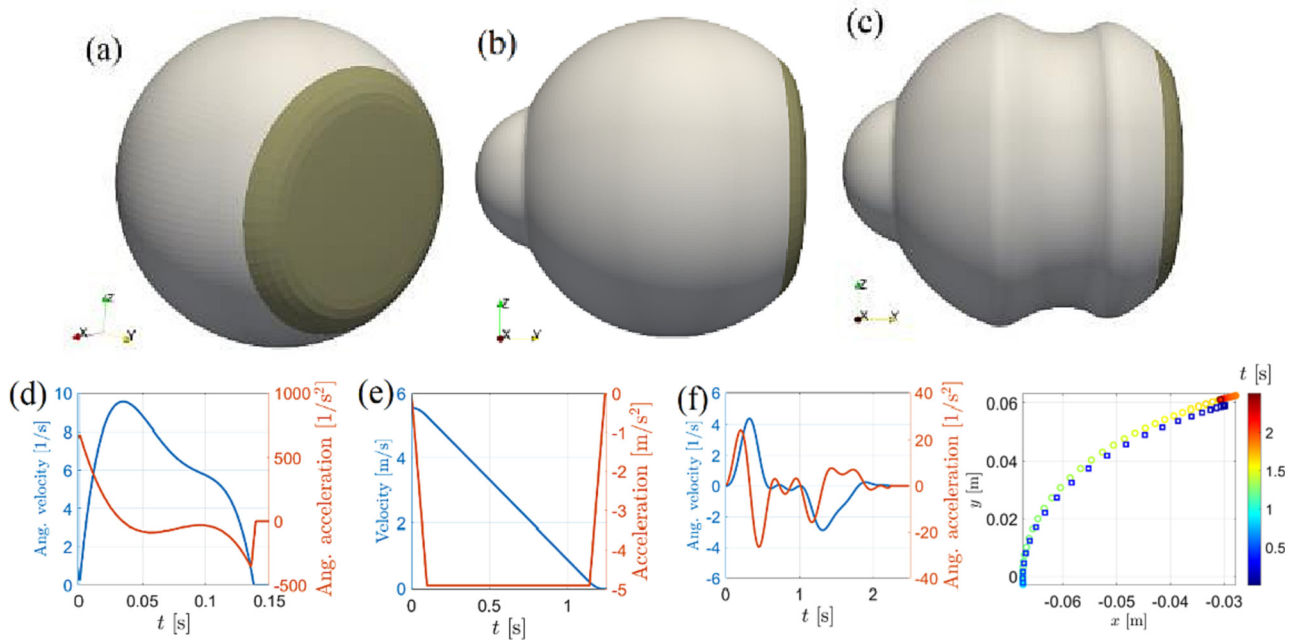 (a)
(b)
(c)
Z
X
Y
Z
X
Y
Z
X
Y
(d)
10
8
6
4
2
0
Ang. velocity [1/s]
1000
500
0
-500
Ang. acceleration [1/s²]
0
0.05
0.1
0.15
t [s]
(e)
6
4
2
0
Velocity [m/s]
0
-1
-2
-3
-4
-5
Acceleration [m/s²]
0
0.5
1
t [s]
(f)
6
4
2
0
-2
-4
-6
Ang. velocity [1/s]
40
20
0
-20
-40
Ang. acceleration [1/s²]
0
1
2
t [s]
0.06
0.04
0.02
0
y [m]
-0.06
-0.05
-0.04
-0.03
x [m]
t [s]
2
1.5
1
0.5